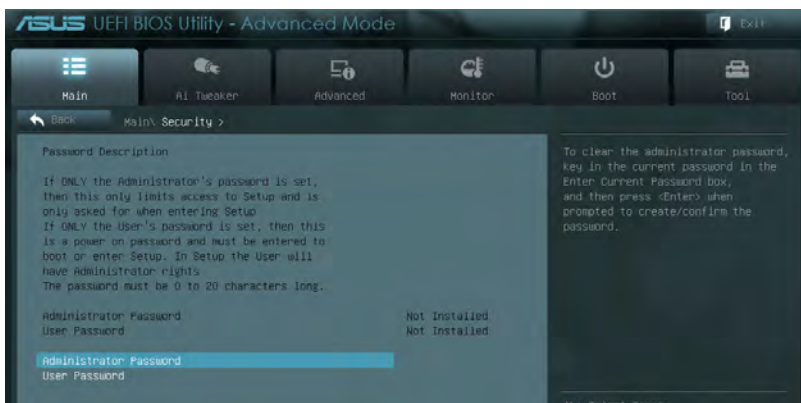 ASUS UEFI BIOS Utility - Advanced Mode
Exit
Main
Ai Tweaker
Advanced
Monitor
Boot
Tool
Back
Main\ Security >
Password Description
If ONLY the Administrator's password is set,
then this only limits access to Setup and is
only asked for when entering Setup
If ONLY the User's password is set, then this
is a power on password and must be entered to
boot or enter Setup. In Setup the User will
have Administrator rights
The password must be 0 to 20 characters long.
Administrator Password Not Installed
User Password Not Installed
Administrator Password
User Password
To clear the administrator password,
key in the current password in the
Enter Current Password box,
and then press <Enter> when
prompted to create/confirm the
password.